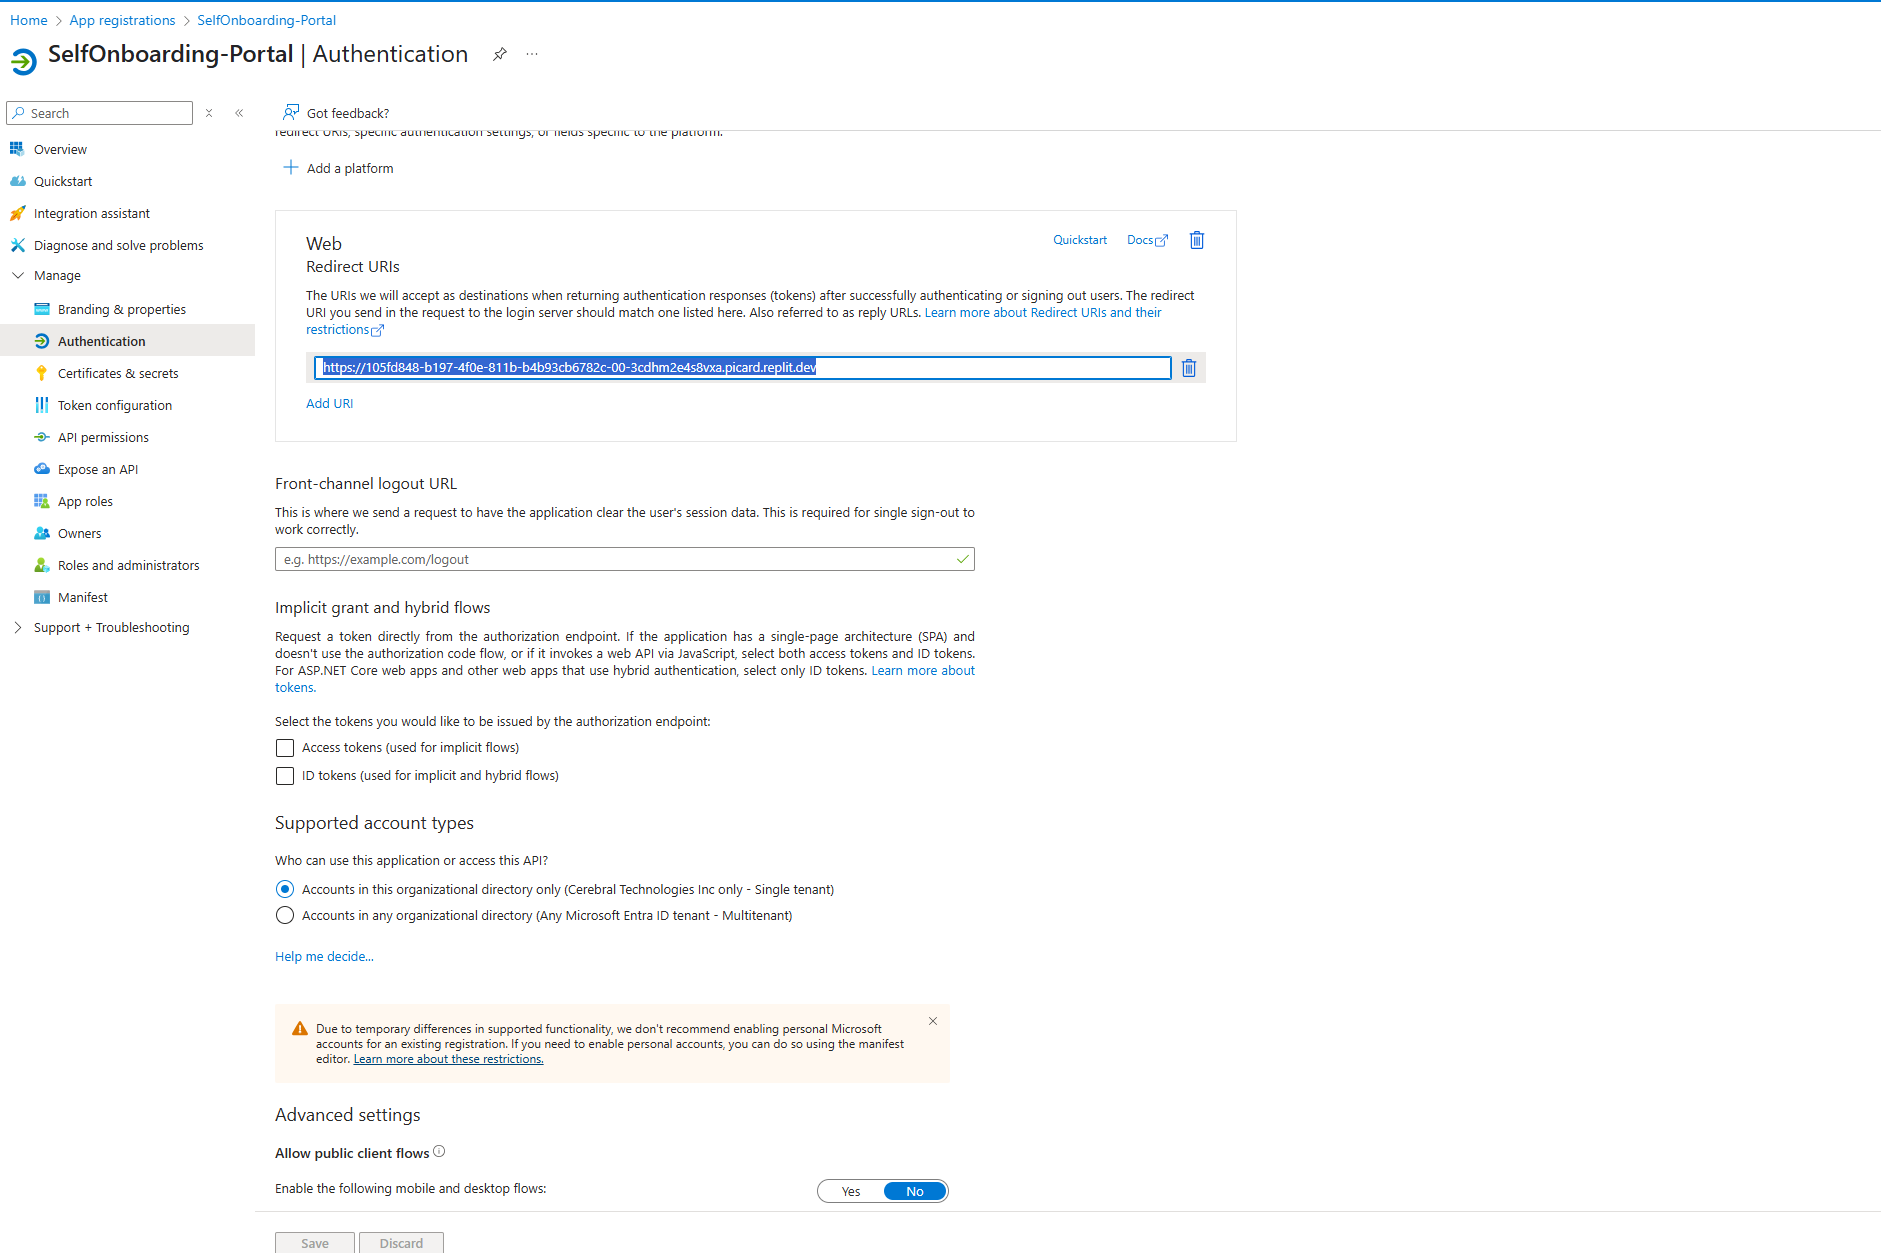 Home > App registrations > SelfOnboarding-Portal
SelfOnboarding-Portal | Authentication
Search
Overview
Quickstart
Integration assistant
Diagnose and solve problems
Manage
Branding & properties
Authentication
Certificates & secrets
Token configuration
API permissions
Expose an API
App roles
Owners
Roles and administrators
Manifest
Support + Troubleshooting
Got feedback?
redirect URIs, specific authentication settings, or fields specific to the platform.
Add a platform
Web
Quickstart
Docs
Redirect URIs
The URIs we will accept as destinations when returning authentication responses (tokens) after successfully authenticating or signing out users. The redirect
URI you send in the request to the login server should match one listed here. Also referred to as reply URLs. Learn more about Redirect URIs and their
restrictions
https://105fd848-b197-4f0e-811b-b4b93cb6782c-00-3cdhm2e4s8vxa.picard.replit.dev
Add URI
Front-channel logout URL
This is where we send a request to have the application clear the user's session data. This is required for single sign-out to
work correctly.
e.g. https://example.com/logout
Implicit grant and hybrid flows
Request a token directly from the authorization endpoint. If the application has a single-page architecture (SPA) and
doesn't use the authorization code flow, or if it invokes a web API via JavaScript, select both access tokens and ID tokens.
For ASP.NET Core web apps and other web apps that use hybrid authentication, select only ID tokens. Learn more about
tokens.
Select the tokens you would like to be issued by the authorization endpoint:
Access tokens (used for implicit flows)
ID tokens (used for implicit and hybrid flows)
Supported account types
Who can use this application or access this API?
Accounts in this organizational directory only (Cerebral Technologies Inc only - Single tenant)
Accounts in any organizational directory (Any Microsoft Entra ID tenant - Multitenant)
Help me decide...
Due to temporary differences in supported functionality, we don't recommend enabling personal Microsoft
accounts for an existing registration. If you need to enable personal accounts, you can do so using the manifest
editor. Learn more about these restrictions.
Advanced settings
Allow public client flows
Enable the following mobile and desktop flows:
Yes
No
Save
Discard